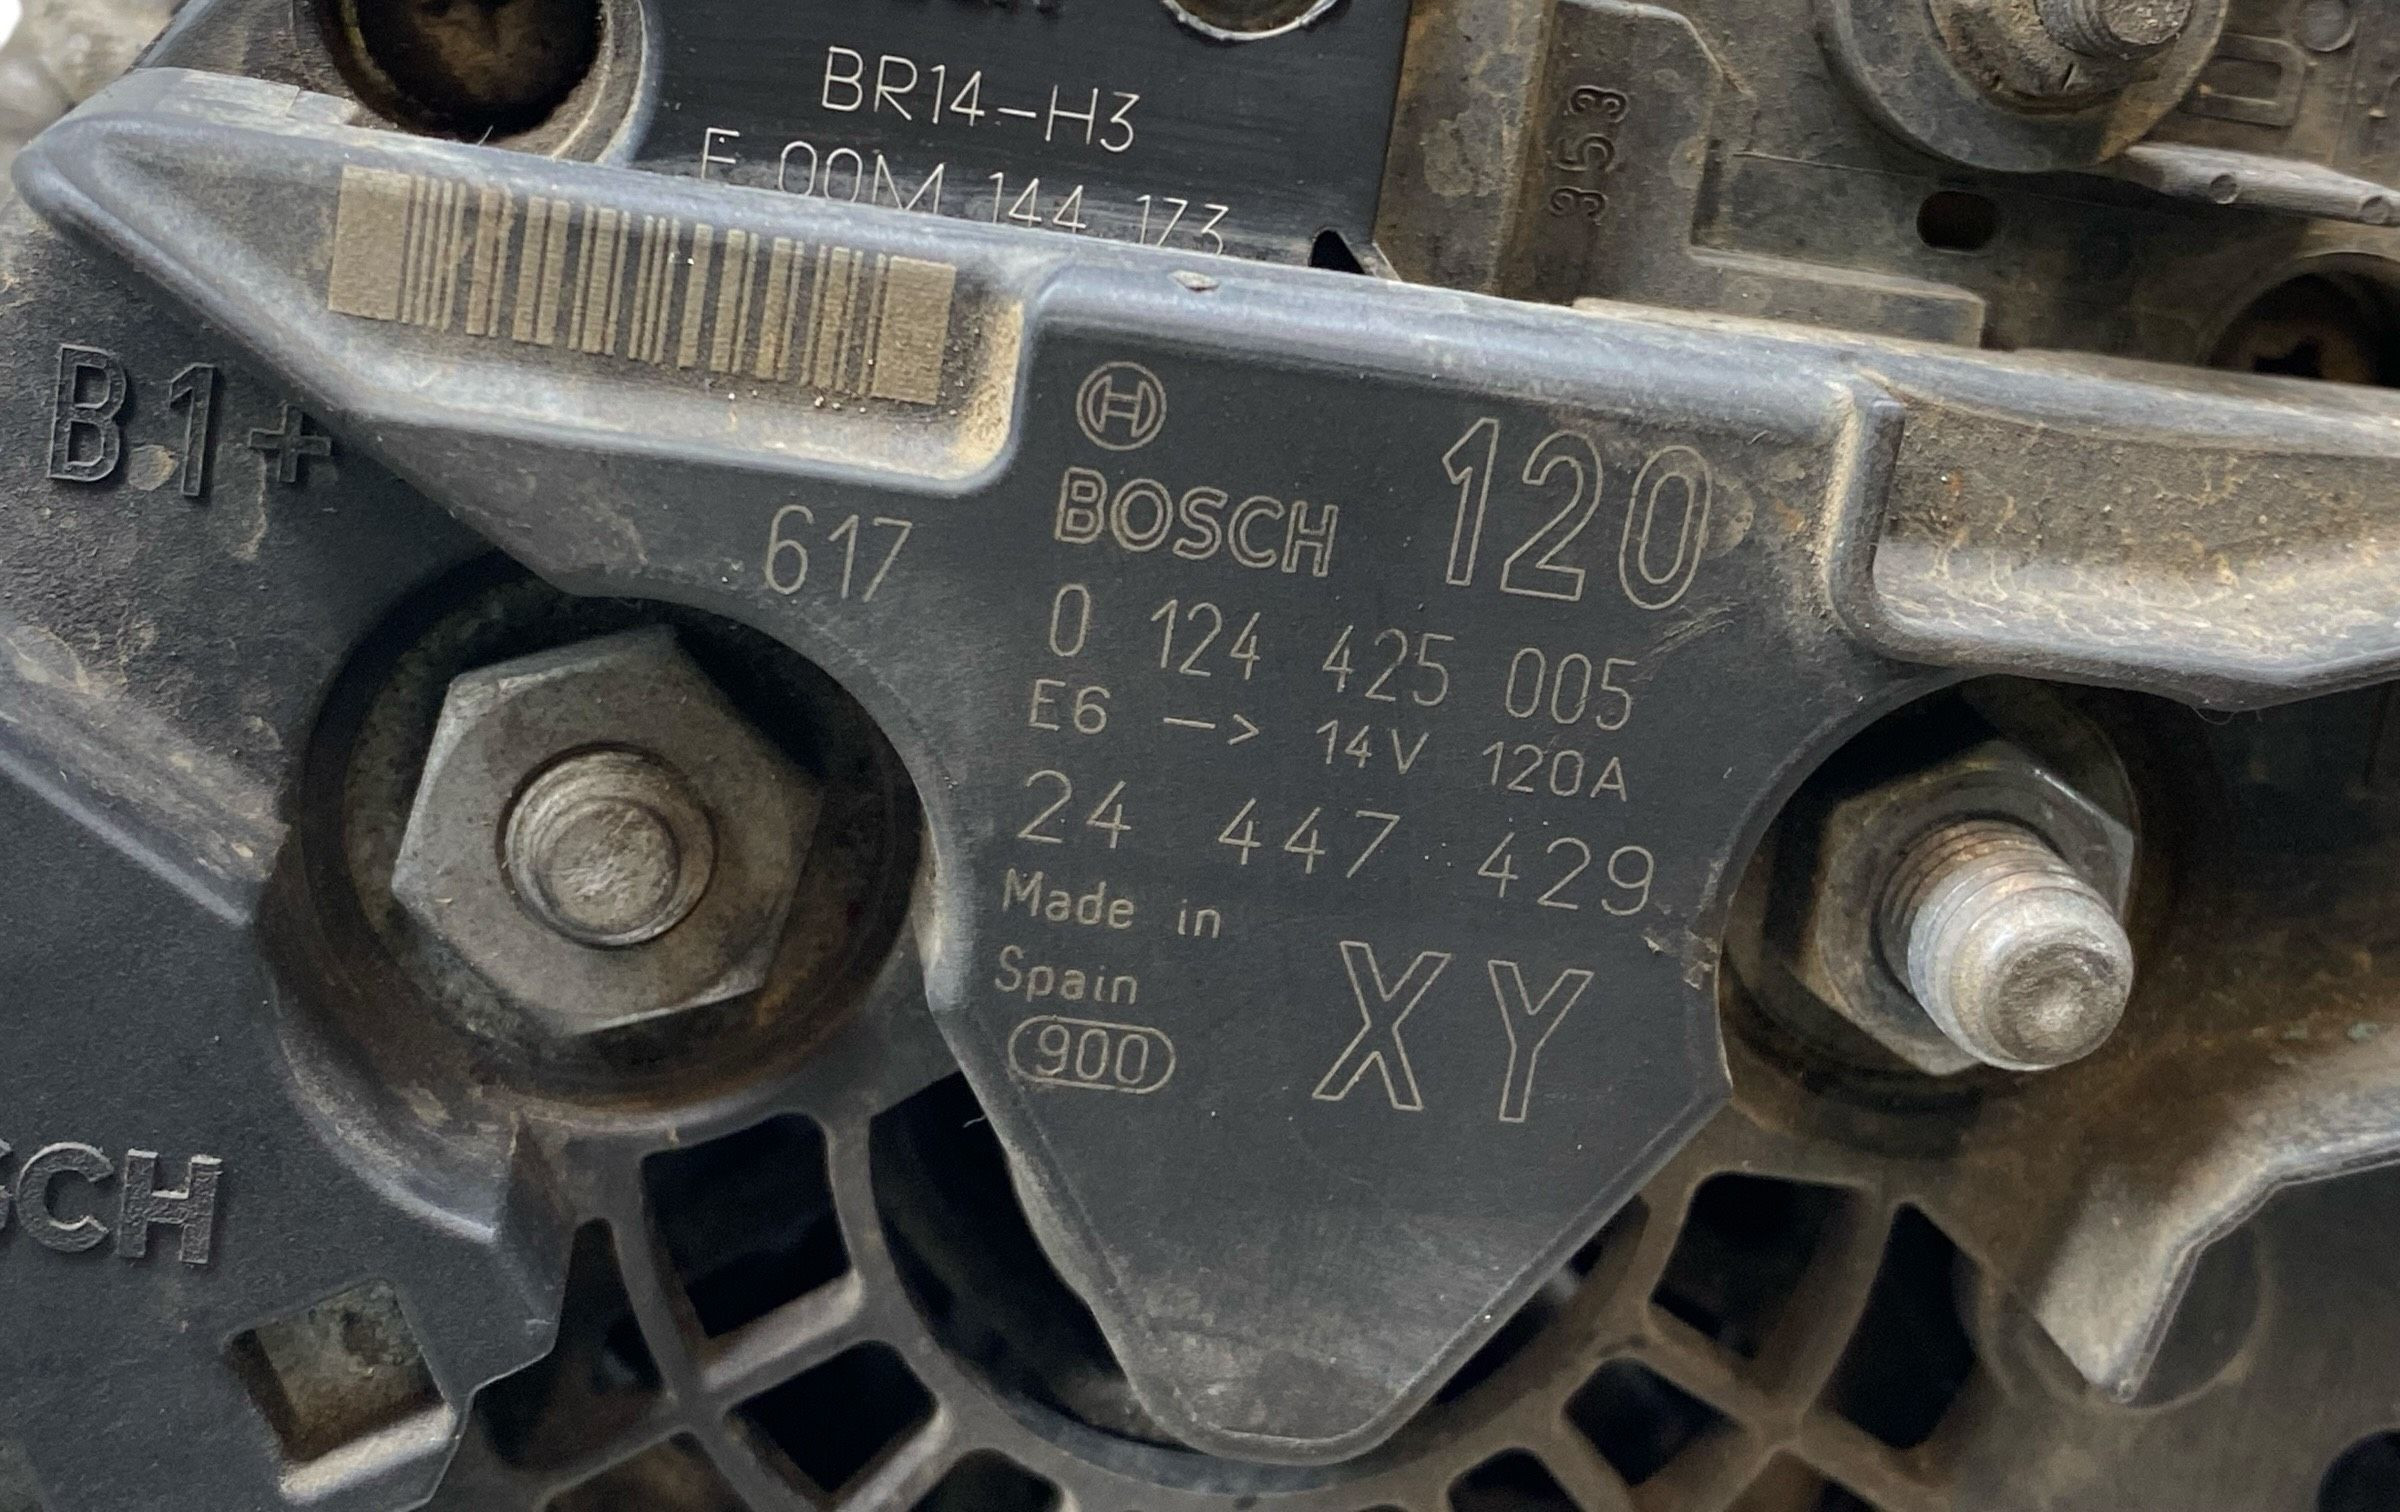 BR14-H3
F 00M 144 173
353
B1+
617
BOSCH 120
0 124 425 005
E6 —> 14V 120A
24 447 429
Made in
Spain
900
XY
SCH